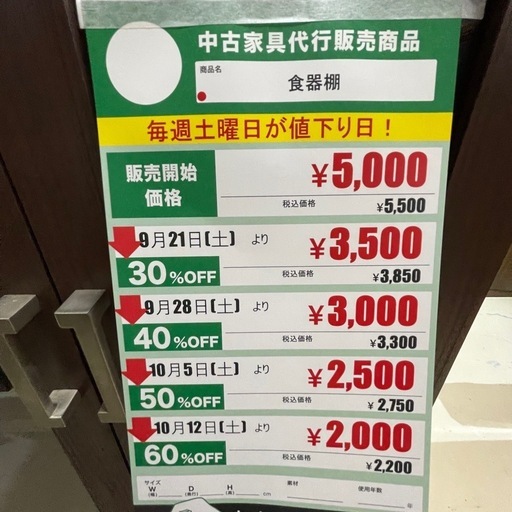 中古家具代行販売商品
商品名
食器棚
毎週土曜日が値下り日！
販売開始
価格
¥5,000
税込価格 ¥5,500
9月21日(土) より
30%OFF
¥3,500
税込価格 ¥3,850
9月28日(土) より
40%OFF
¥3,000
税込価格 ¥3,300
10月5日(土) より
50%OFF
¥2,500
税込価格 ¥2,750
10月12日(土) より
60%OFF
¥2,000
税込価格 ¥2,200
サイズ
W D H cm
(幅) (奥行) (高)
素材
使用年数
年